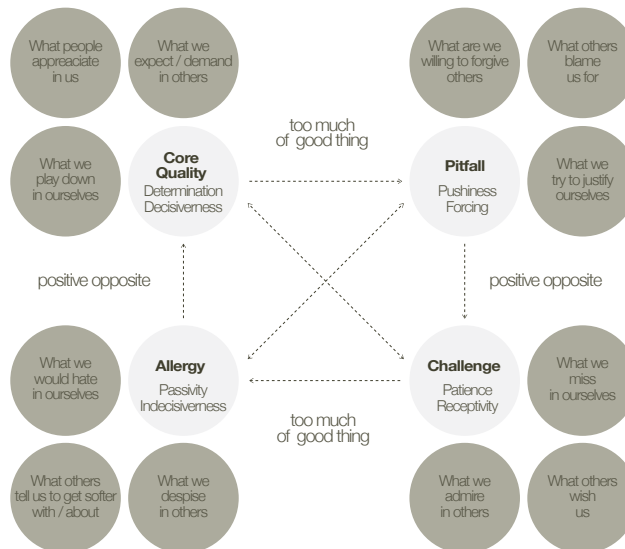 What people
appreaciate
in us
What we
expect / demand
in others
What are we
willing to forgive
others
What others
blame
us for
too much
of good thing
What we
play down
in ourselves
Core
Quality
Determination
Decisiverness
Pitfall
Pushiness
Forcing
What we
try to justify
ourselves
positive opposite
positive opposite
What we
would hate
in ourselves
Allergy
Passivity
Indecisiverness
Challenge
Patience
Receptivity
What we
miss
in ourselves
too much
of good thing
What others
tell us to get softer
with / about
What we
despise
in others
What we
admire
in others
What others
wish
us